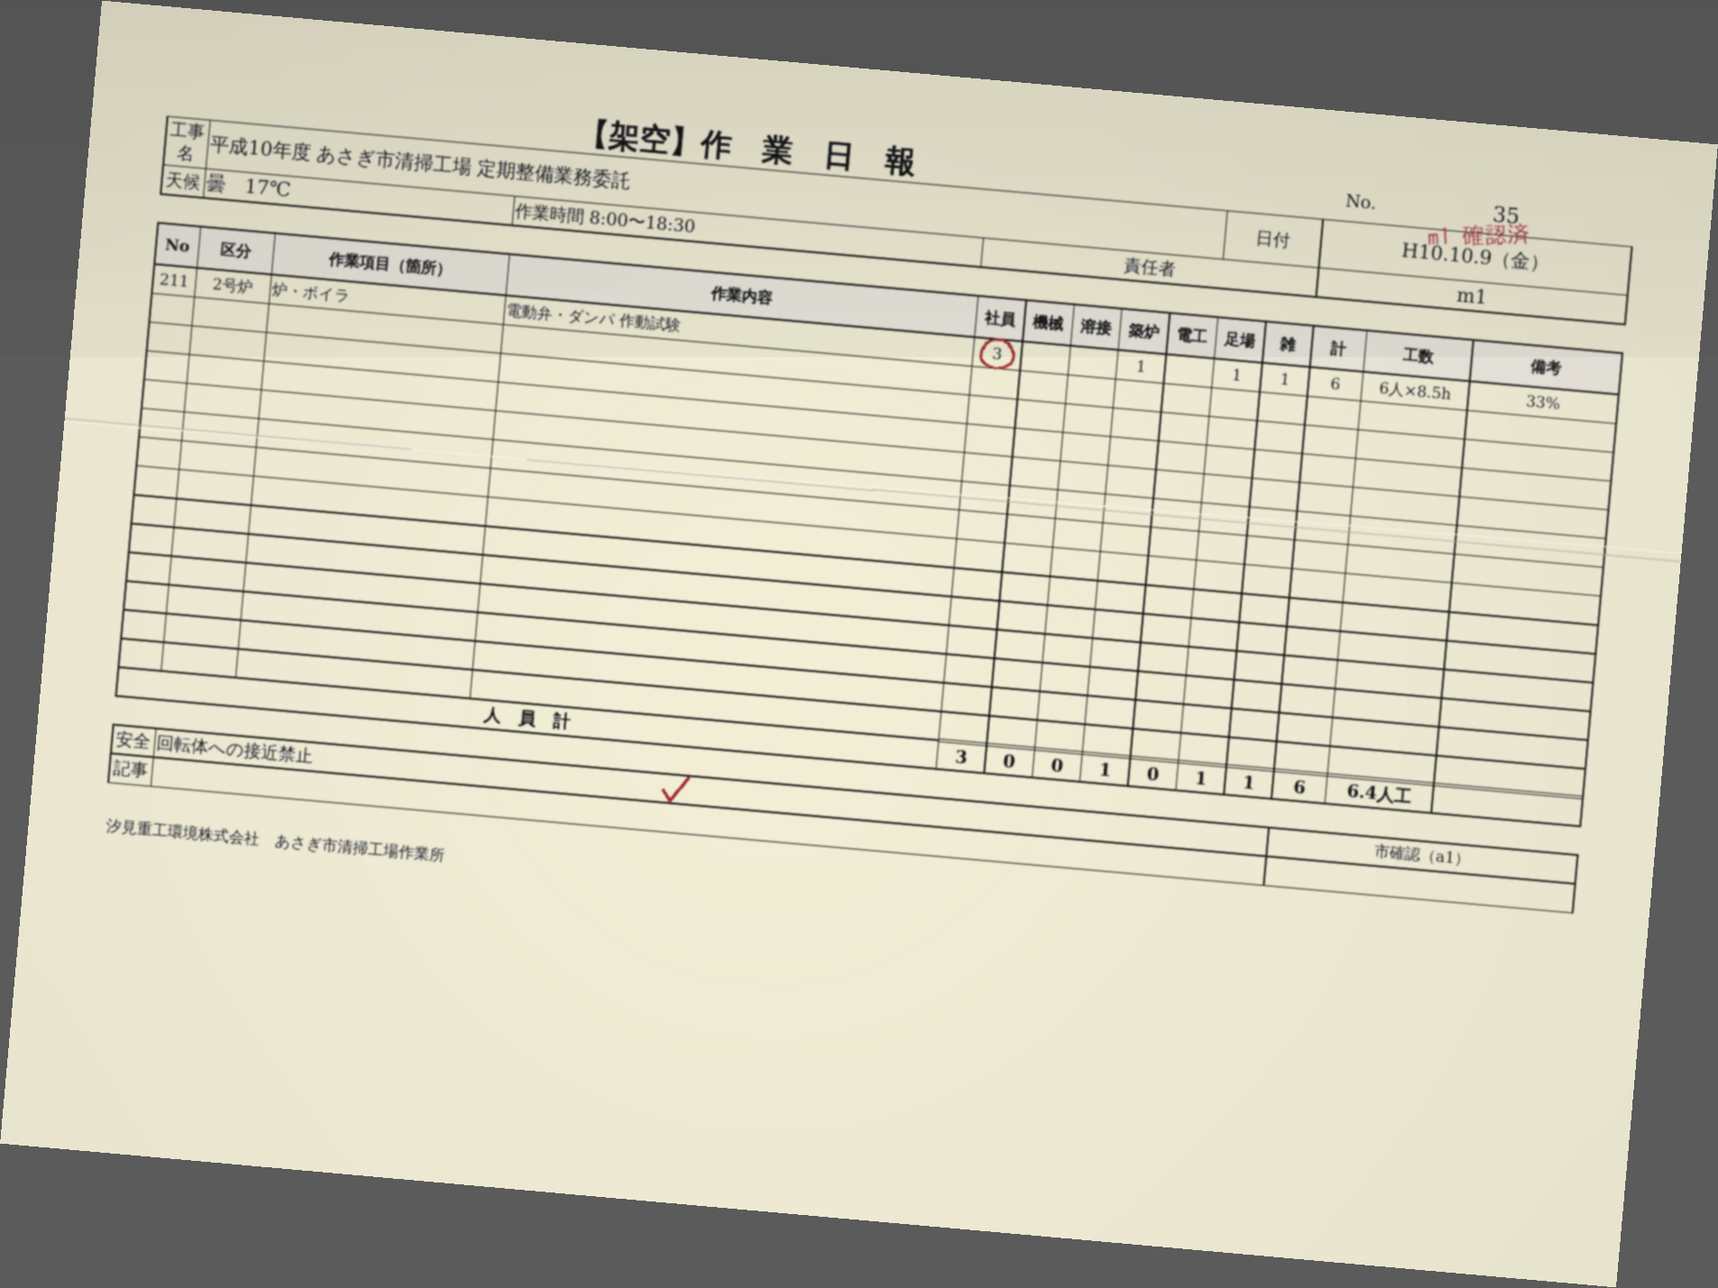 【架空】作　業　日　報
No. 35
工事名 平成10年度 あさぎ市清掃工場 定期整備業務委託 日付 H10.10.9（金）
m1 確認済
天候 曇　17℃ 作業時間 8:00〜18:30 責任者 m1
No 区分 作業項目（箇所） 作業内容 社員 機械 溶接 築炉 電工 足場 雑 計 工数 備考
211 2号炉 炉・ボイラ 電動弁・ダンパ 作動試験 3 1 1 1 6 6人×8.5h 33%
人　員　計 3 0 0 1 0 1 1 6 6.4人工
安全 回転体への接近禁止 市確認（a1）
記事
汐見重工環境株式会社　あさぎ市清掃工場作業所